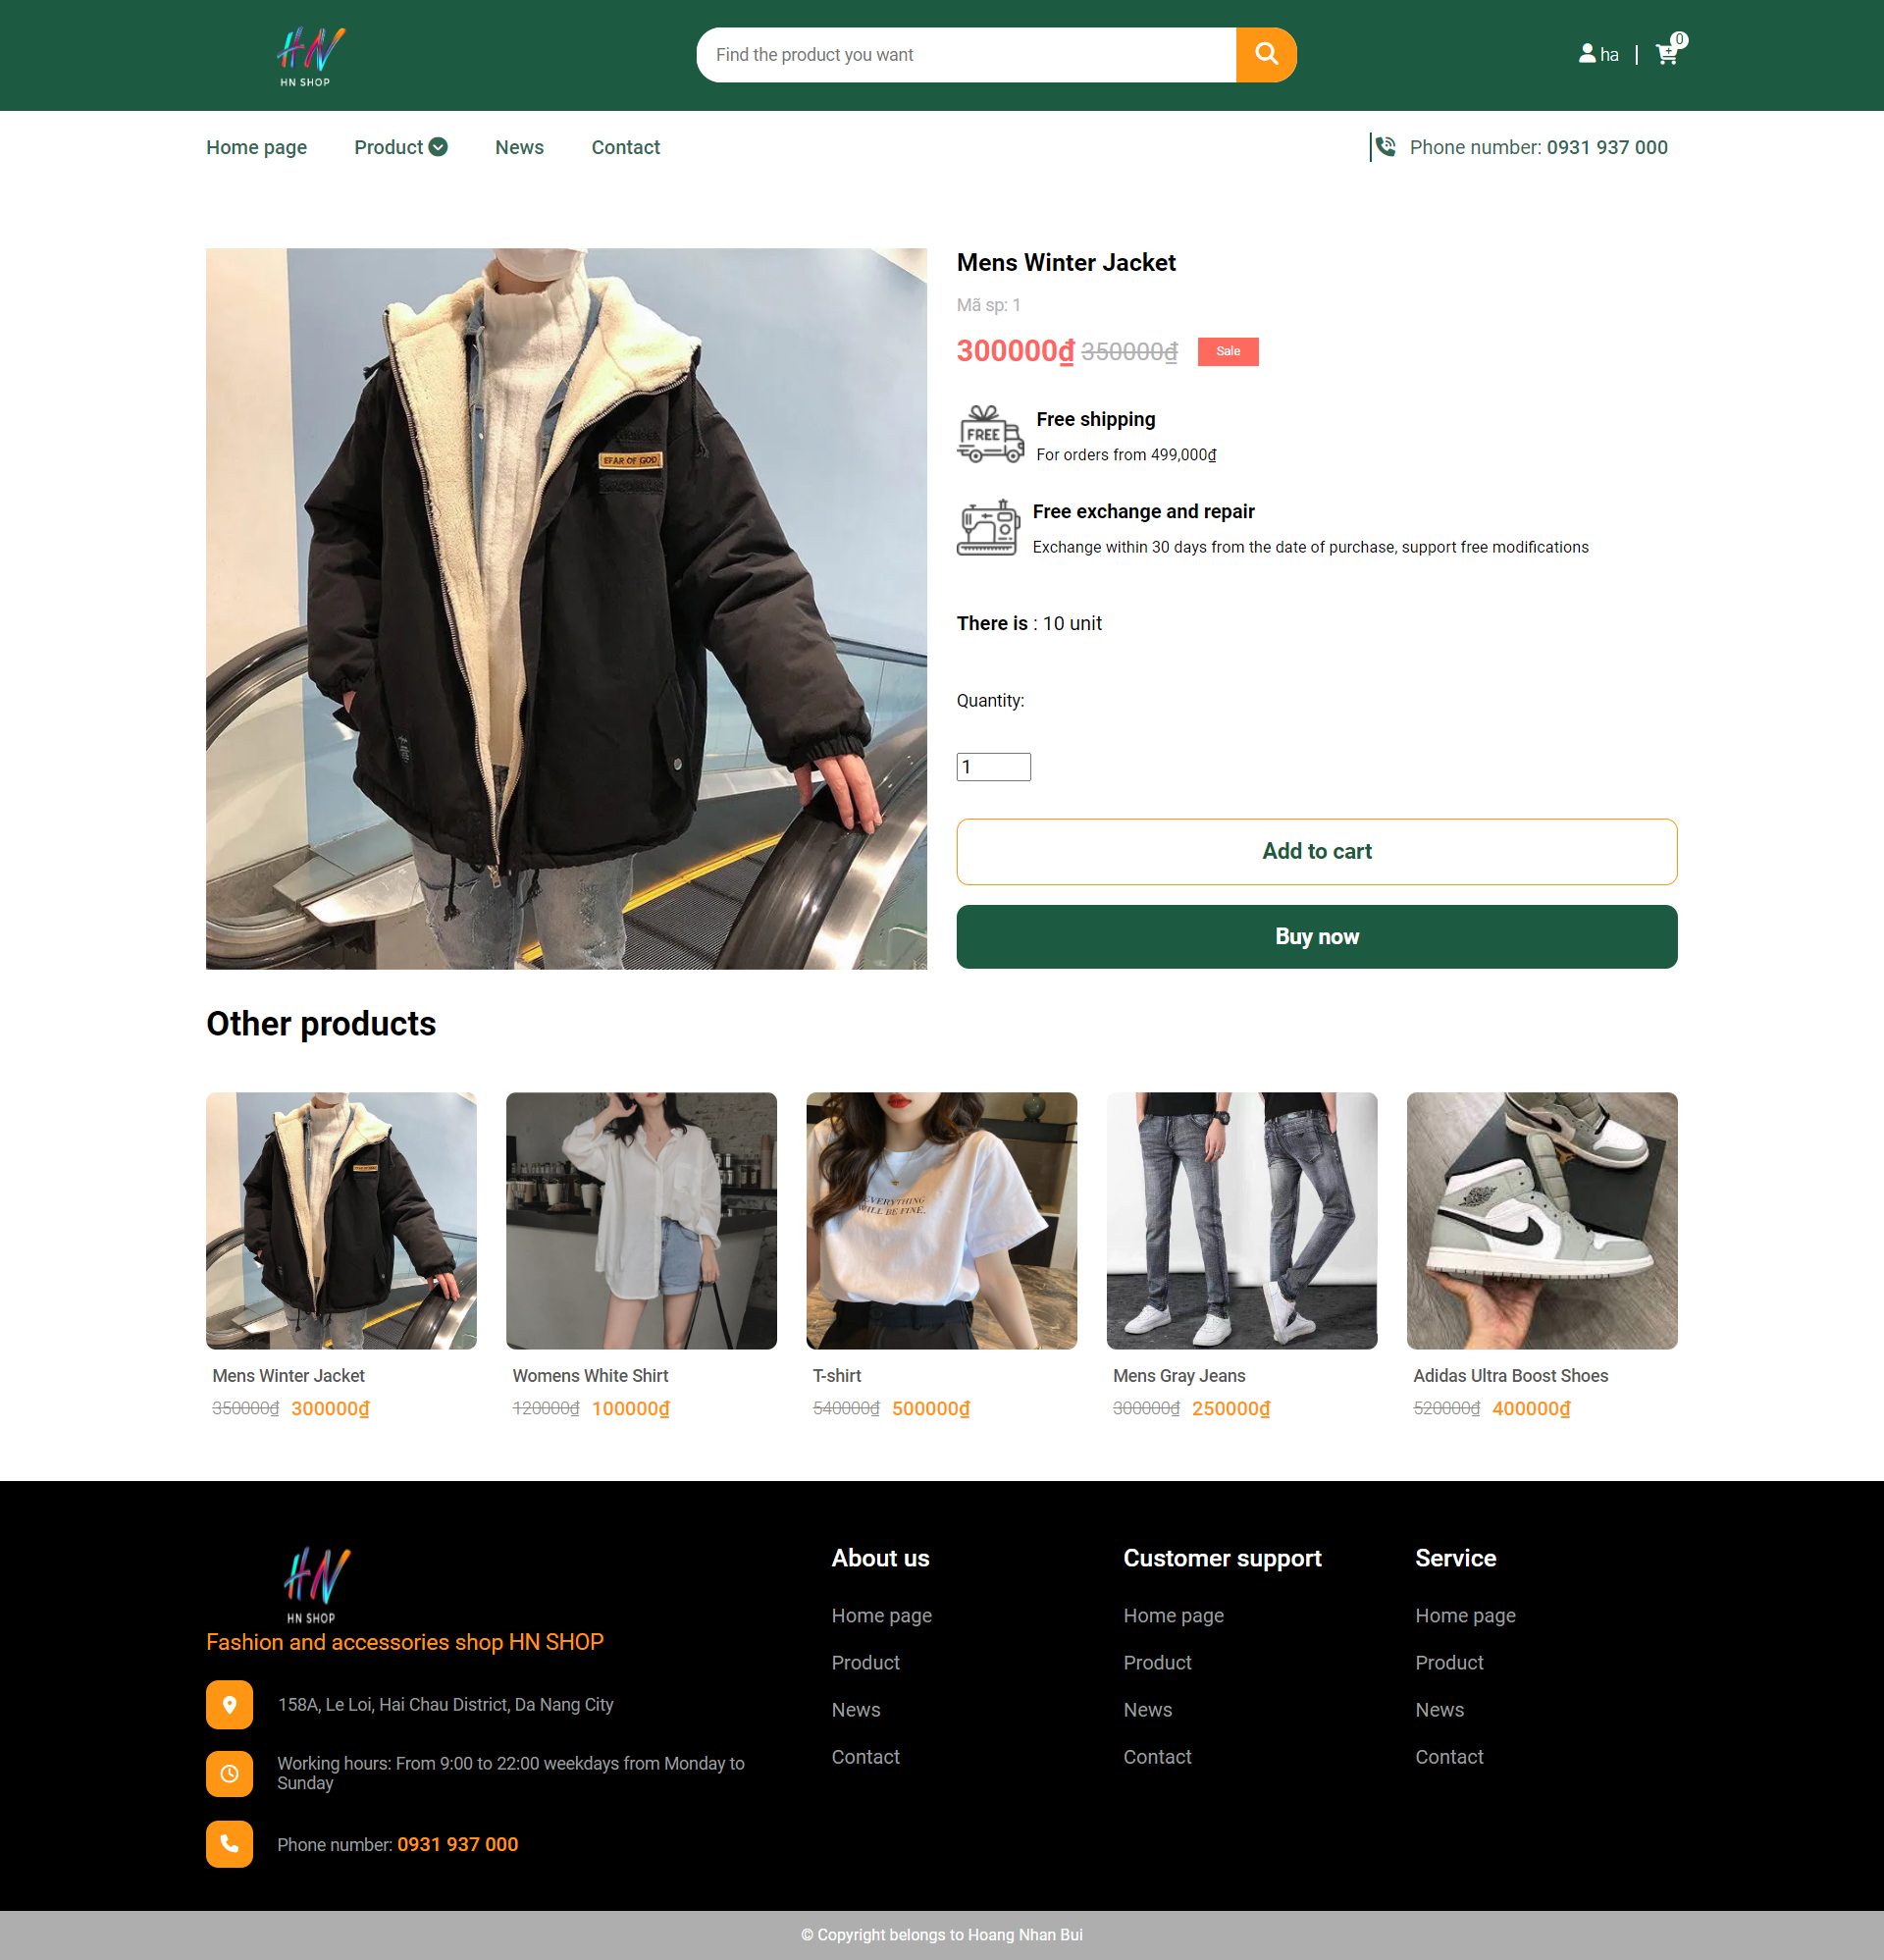 HN SHOP
Find the product you want
ha
0
Home page
Product
News
Contact
Phone number: 0931 937 000
EFAR OF GOD
Mens Winter Jacket
Mã sp: 1
300000₫ 350000₫ Sale
FREE
Free shipping
For orders from 499,000₫
Free exchange and repair
Exchange within 30 days from the date of purchase, support free modifications
There is : 10 unit
Quantity:
1
Add to cart
Buy now
Other products
EVERYTHING
WILL BE FINE.
Mens Winter Jacket
350000₫ 300000₫
Womens White Shirt
120000₫ 100000₫
T-shirt
540000₫ 500000₫
Mens Gray Jeans
300000₫ 250000₫
Adidas Ultra Boost Shoes
520000₫ 400000₫
HN SHOP
Fashion and accessories shop HN SHOP
158A, Le Loi, Hai Chau District, Da Nang City
Working hours: From 9:00 to 22:00 weekdays from Monday to
Sunday
Phone number: 0931 937 000
About us
Home page
Product
News
Contact
Customer support
Home page
Product
News
Contact
Service
Home page
Product
News
Contact
© Copyright belongs to Hoang Nhan Bui